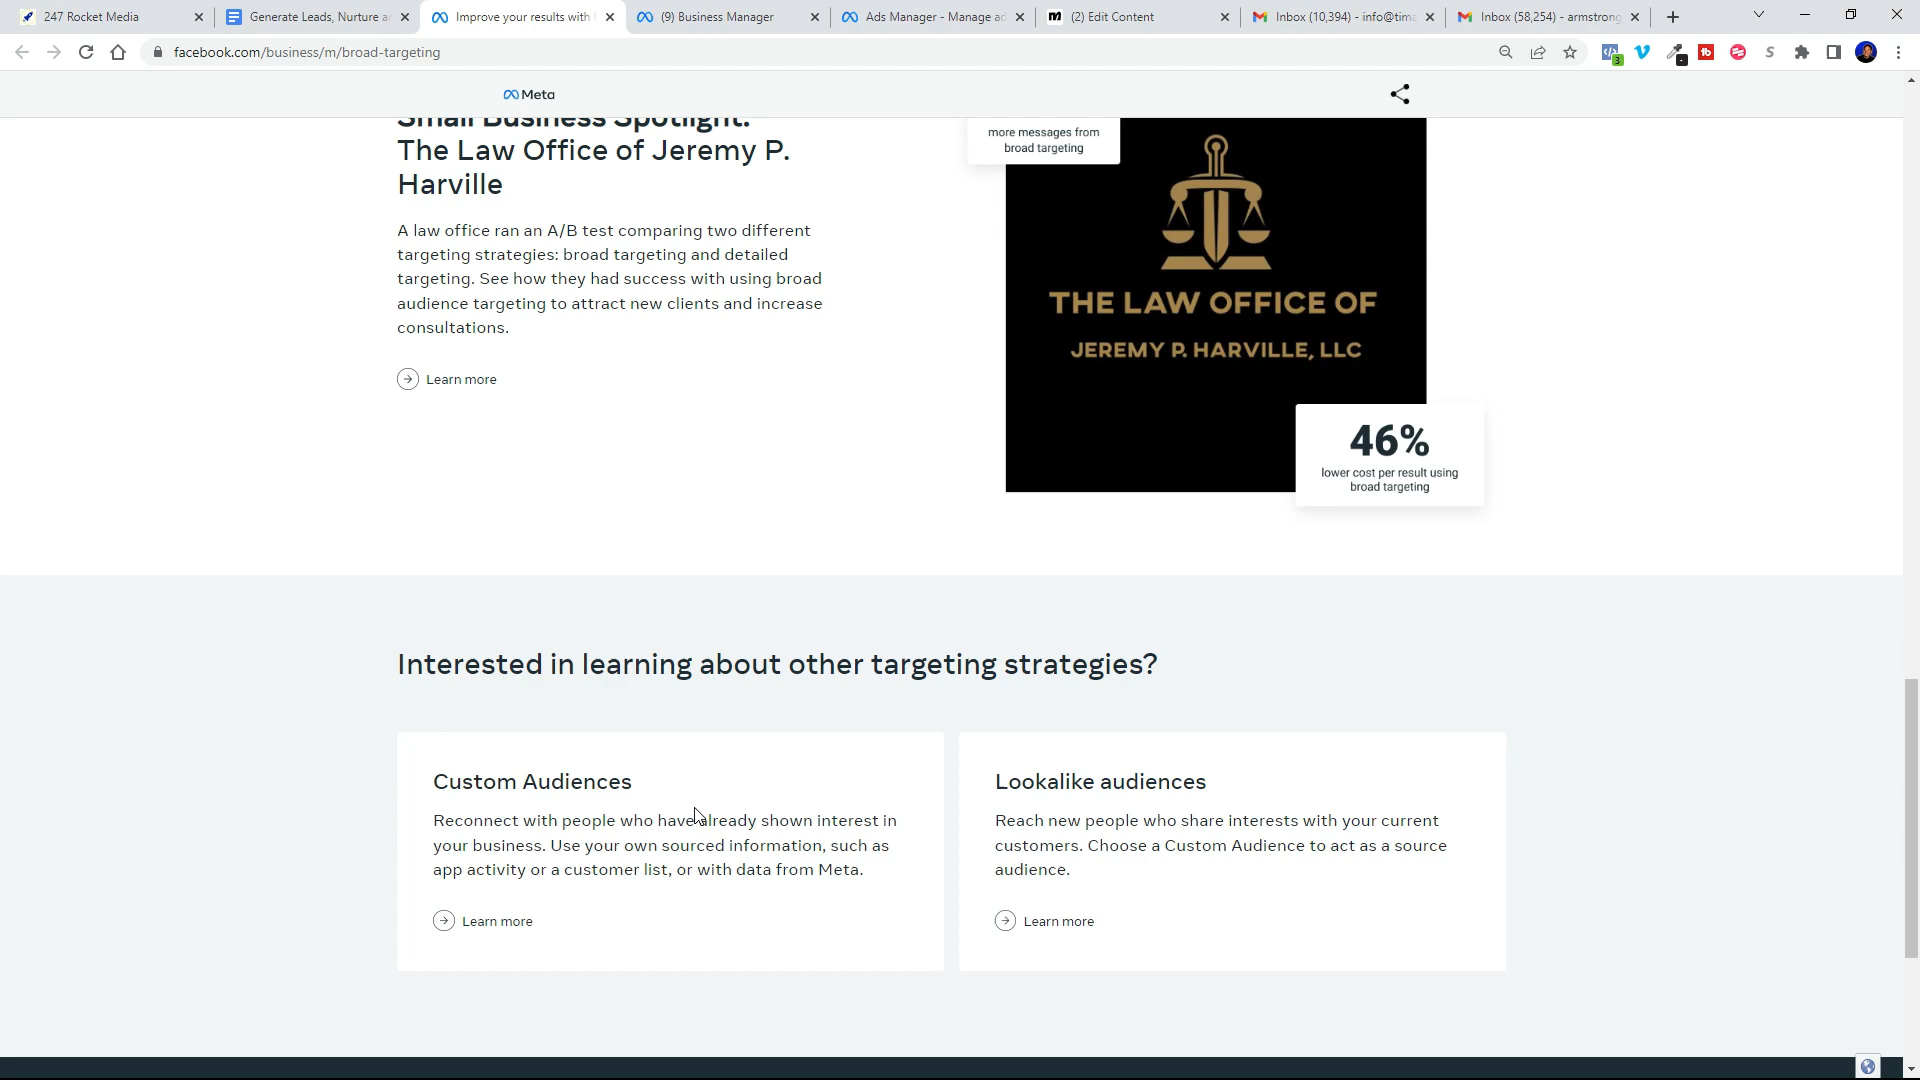 247 Rocket Media
Generate Leads, Nurture a
Improve your results with
(9) Business Manager
Ads Manager - Manage ad
(2) Edit Content
Inbox (10,394) - info@tima
Inbox (58,254) - armstrong
facebook.com/business/m/broad-targeting
3
Meta
Small Business Spotlight:
The Law Office of Jeremy P.
Harville
A law office ran an A/B test comparing two different
targeting strategies: broad targeting and detailed
targeting. See how they had success with using broad
audience targeting to attract new clients and increase
consultations.
Learn more
more messages from
broad targeting
THE LAW OFFICE OF
JEREMY P. HARVILLE, LLC
46%
lower cost per result using
broad targeting
Interested in learning about other targeting strategies?
Custom Audiences
Reconnect with people who have already shown interest in
your business. Use your own sourced information, such as
app activity or a customer list, or with data from Meta.
Learn more
Lookalike audiences
Reach new people who share interests with your current
customers. Choose a Custom Audience to act as a source
audience.
Learn more